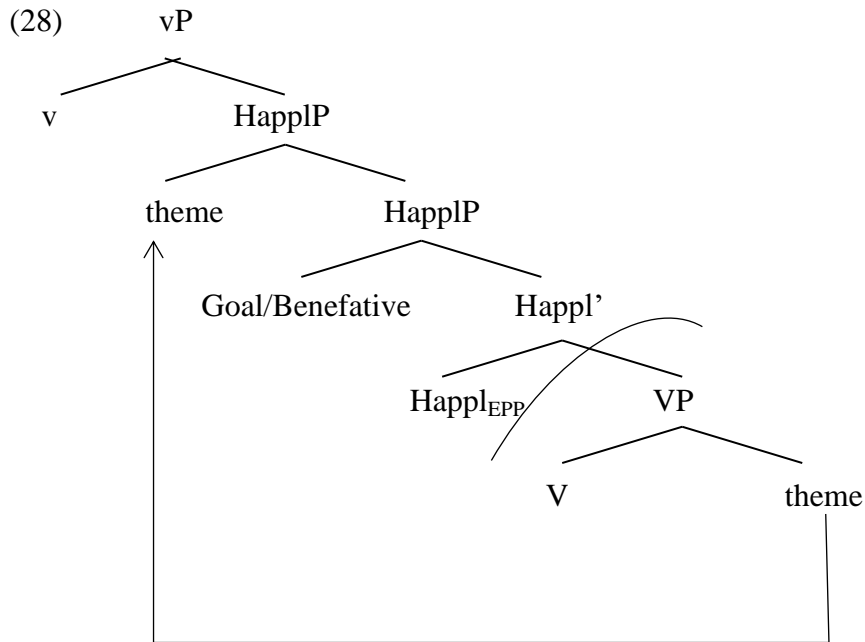 (28) vP
v HapplP
theme HapplP
Goal/Benefative Happl’
HapplEPP VP
V theme